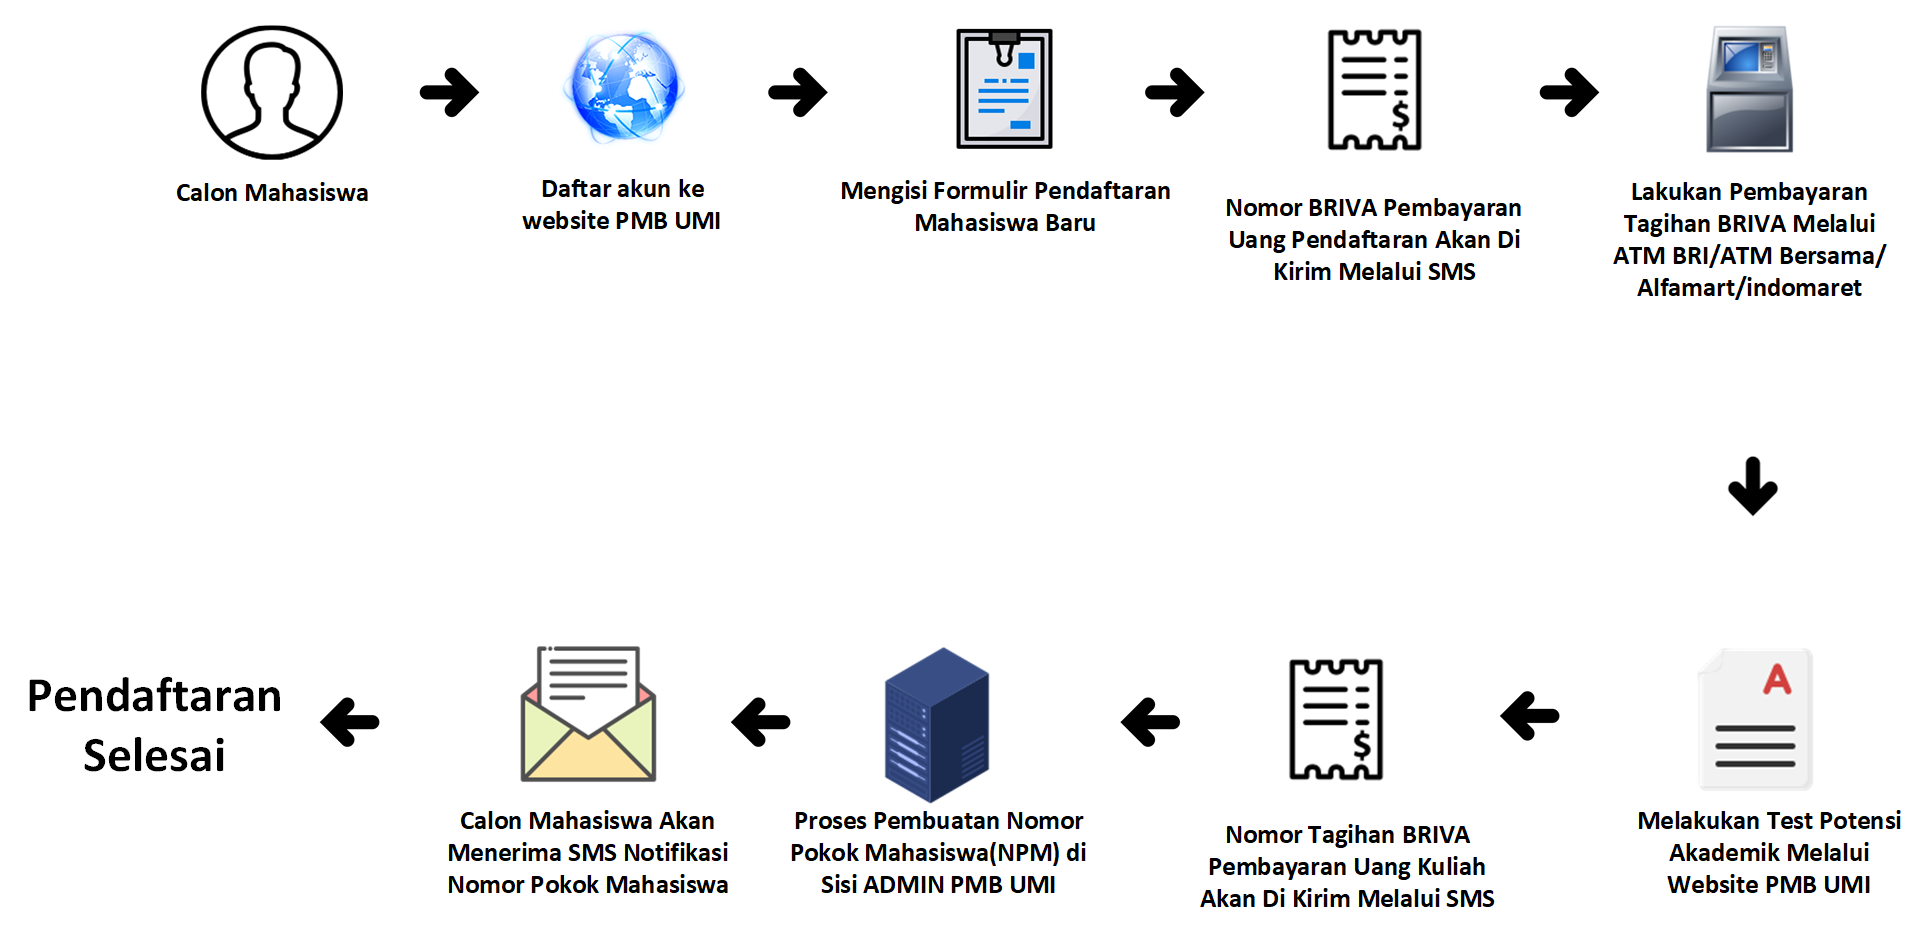 Calon Mahasiswa
Daftar akun ke
website PMB UMI
Mengisi Formulir Pendaftaran
Mahasiswa Baru
$
Nomor BRIVA Pembayaran
Uang Pendaftaran Akan Di
Kirim Melalui SMS
Lakukan Pembayaran
Tagihan BRIVA Melalui
ATM BRI/ATM Bersama/
Alfamart/indomaret
A
Melakukan Test Potensi
Akademik Melalui
Website PMB UMI
$
Nomor Tagihan BRIVA
Pembayaran Uang Kuliah
Akan Di Kirim Melalui SMS
Proses Pembuatan Nomor
Pokok Mahasiswa(NPM) di
Sisi ADMIN PMB UMI
Calon Mahasiswa Akan
Menerima SMS Notifikasi
Nomor Pokok Mahasiswa
Pendaftaran
Selesai